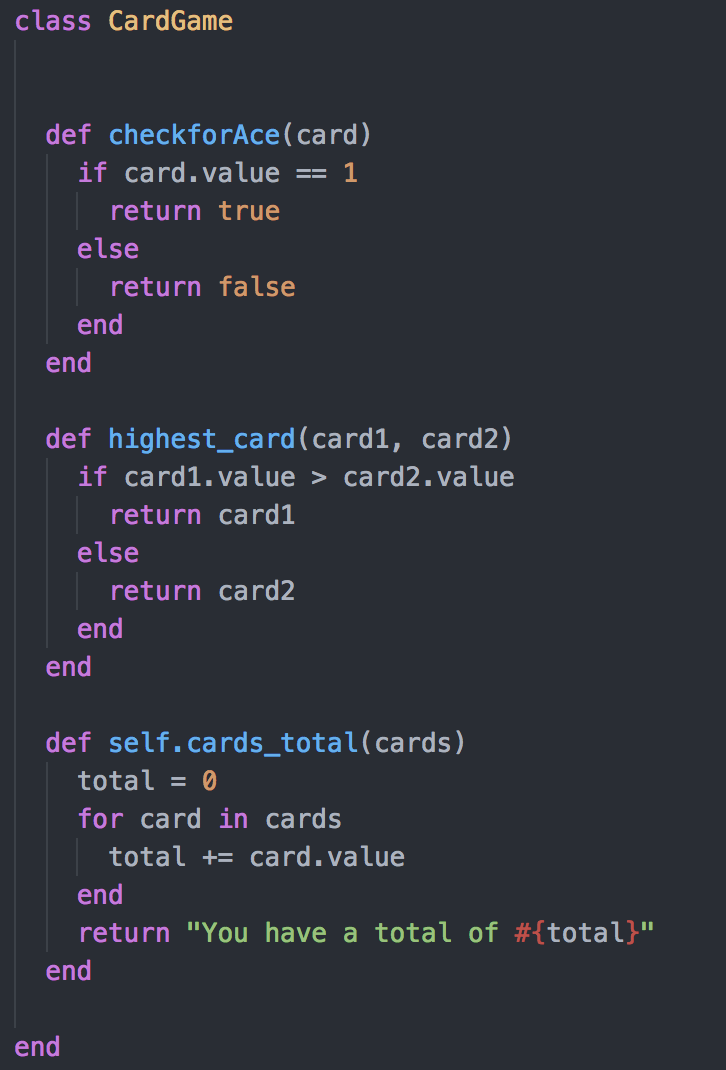 class CardGame
  def checkforAce(card)
    if card.value == 1
      return true
    else
      return false
    end
  end
  def highest_card(card1, card2)
    if card1.value > card2.value
      return card1
    else
      return card2
    end
  end
  def self.cards_total(cards)
    total = 0
    for card in cards
      total += card.value
    end
    return "You have a total of #{total}"
  end
end